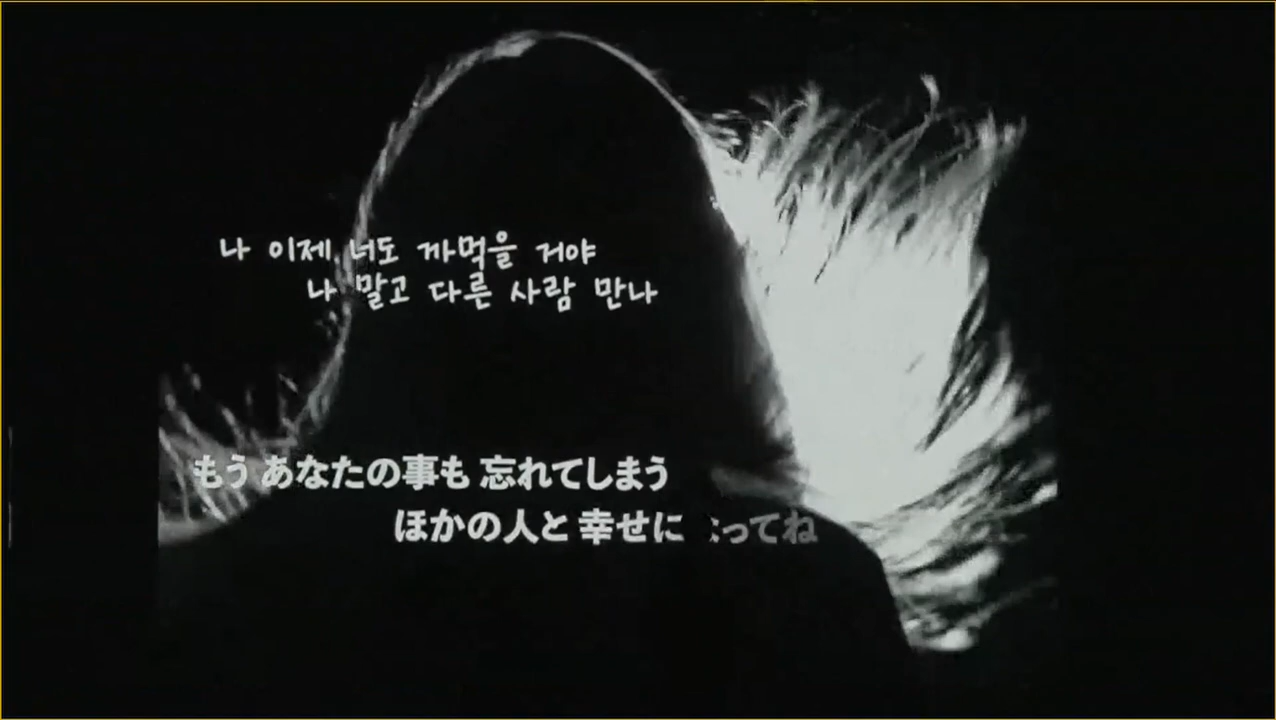 나 이제 너도 까먹을 거야
나 말고 다른 사람 만나
もう あなたの事も 忘れてしまう
ほかの人と 幸せに なってね